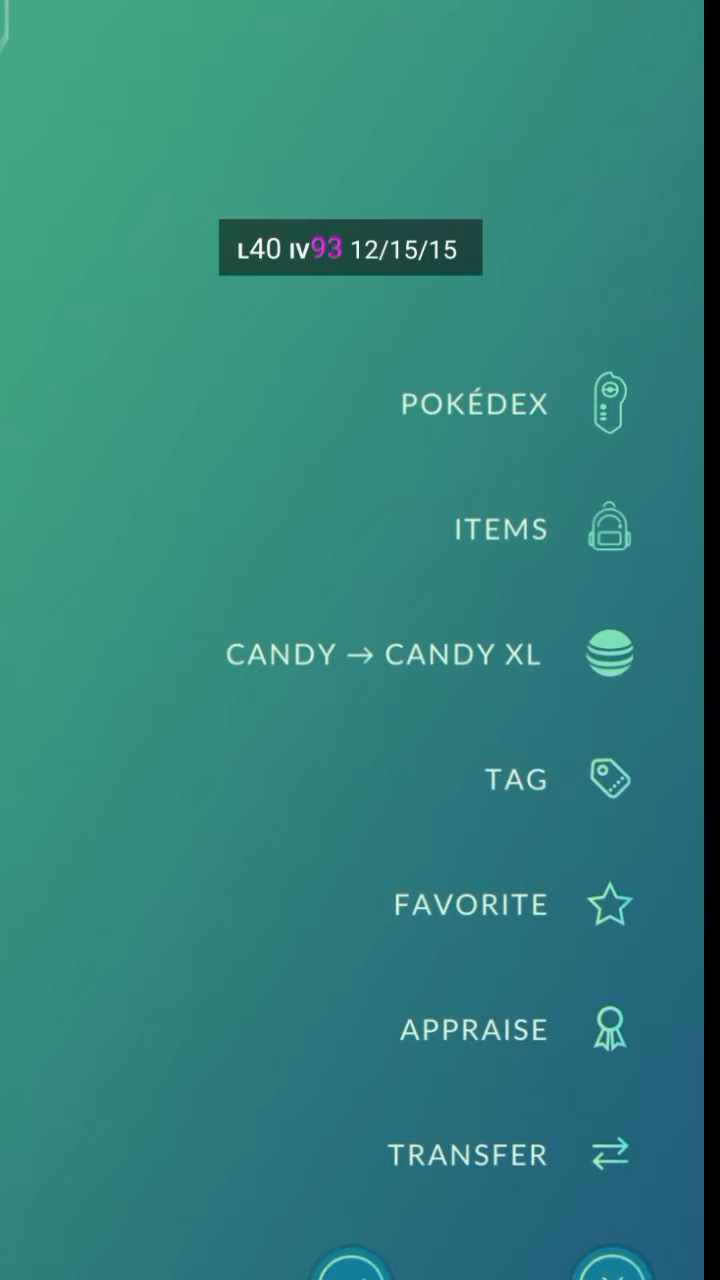 L40 IV93 12/15/15
POKÉDEX
ITEMS
CANDY → CANDY XL
TAG
FAVORITE
APPRAISE
TRANSFER